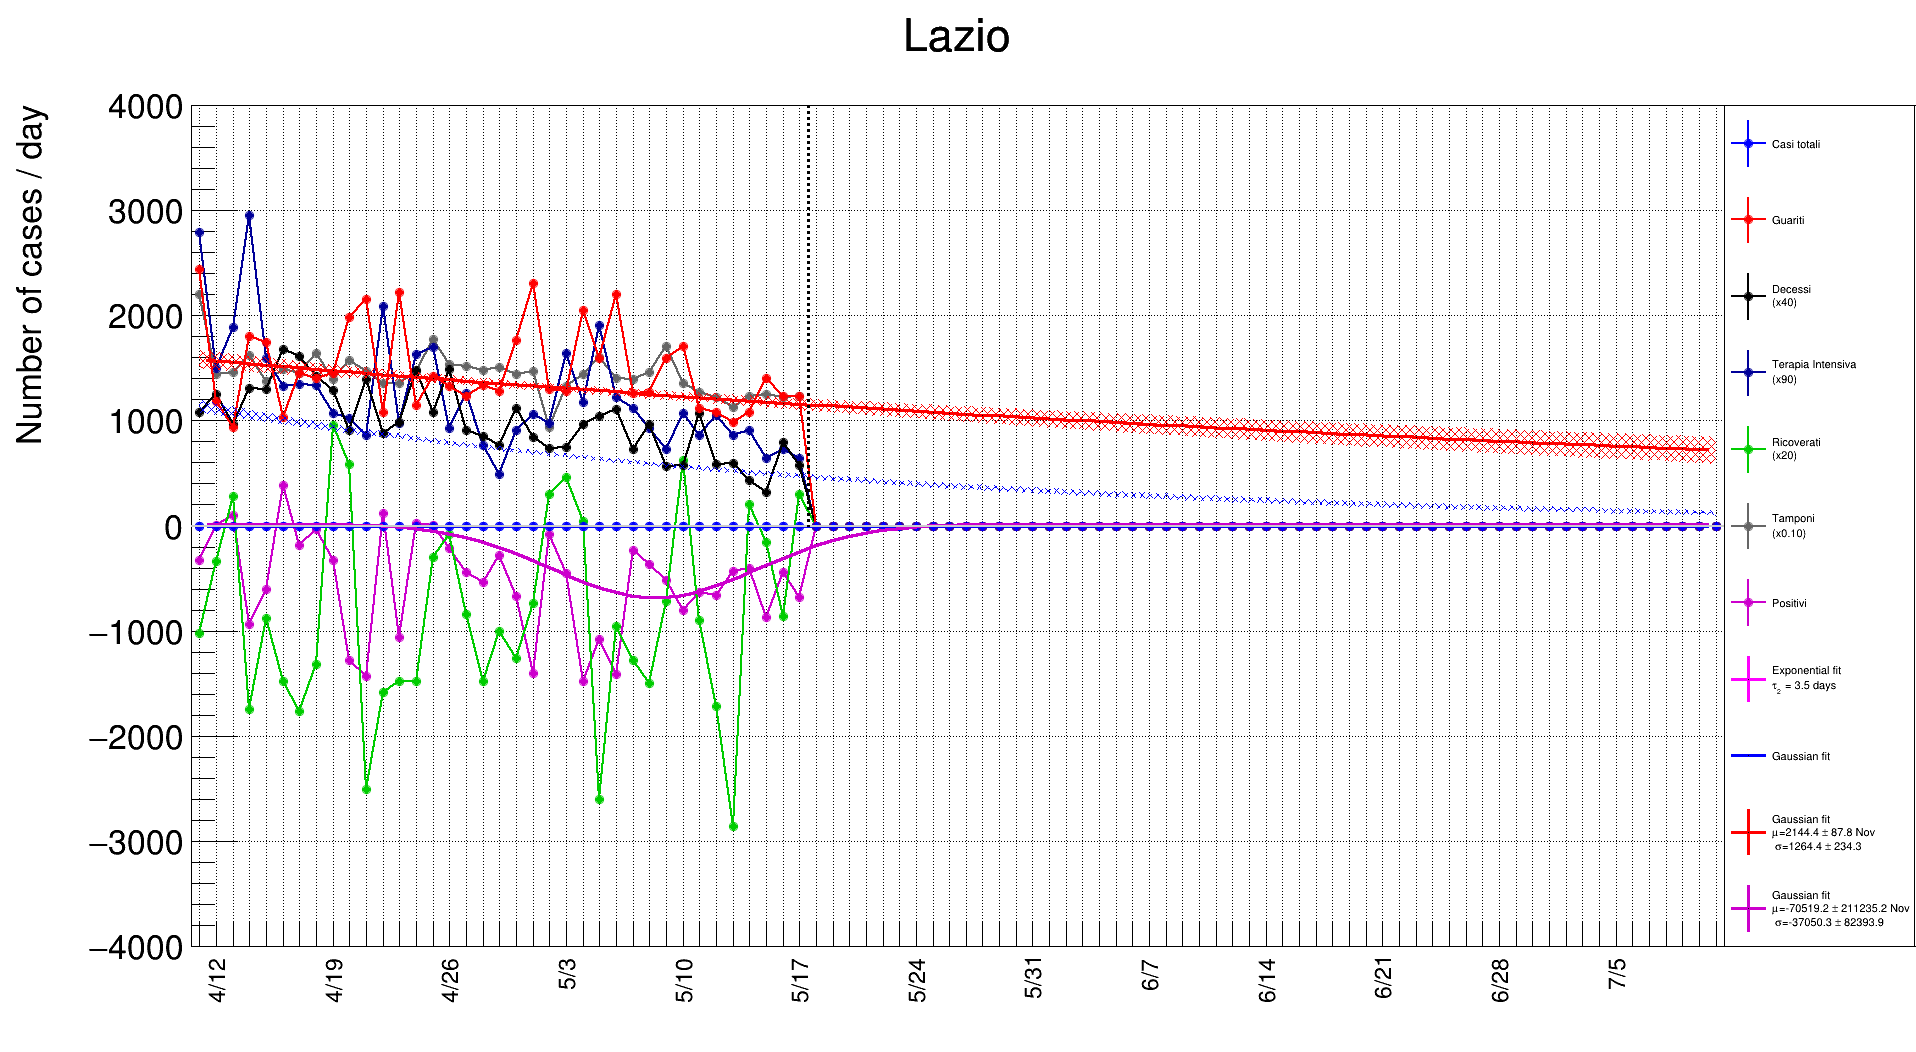 Lazio
Number of cases / day
4000
3000
2000
1000
0
−1000
−2000
−3000
−4000
4/12
4/19
4/26
5/3
5/10
5/17
5/24
5/31
6/7
6/14
6/21
6/28
7/5
Casi totali
Guariti
Decessi
(x40)
Terapia Intensiva
(x90)
Ricoverati
(x20)
Tamponi
(x0.10)
Positivi
Exponential fit
τ2 = 3.5 days
Gaussian fit
Gaussian fit
μ=2144.4 ± 87.8 Nov
σ=1264.4 ± 234.3
Gaussian fit
μ=-70519.2 ± 211235.2 Nov
σ=-37050.3 ± 82393.9